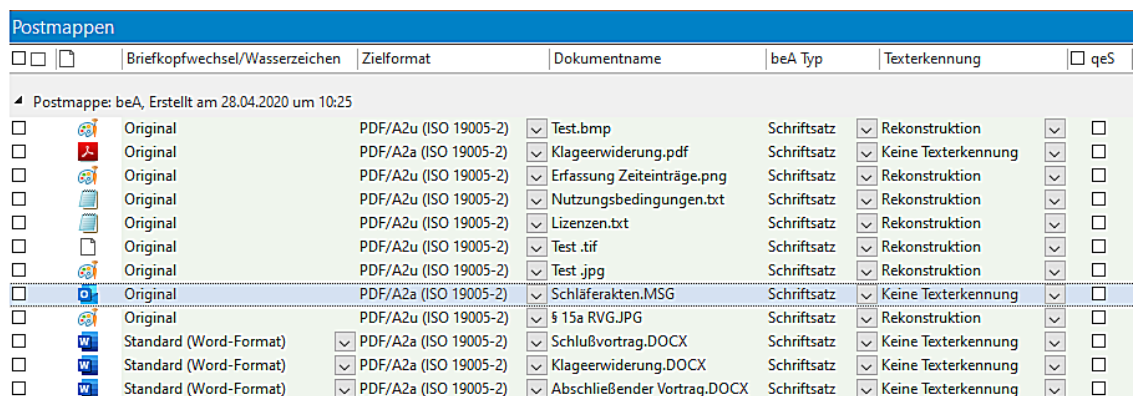 Postmappen
Briefkopfwechsel/Wasserzeichen Zielformat Dokumentname beA Typ Texterkennung qeS
Postmappe: beA, Erstellt am 28.04.2020 um 10:25
Original PDF/A2u (ISO 19005-2) Test.bmp Schriftsatz Rekonstruktion
Original PDF/A2a (ISO 19005-2) Klageerwiderung.pdf Schriftsatz Keine Texterkennung
Original PDF/A2u (ISO 19005-2) Erfassung Zeiteinträge.png Schriftsatz Rekonstruktion
Original PDF/A2u (ISO 19005-2) Nutzungsbedingungen.txt Schriftsatz Rekonstruktion
Original PDF/A2u (ISO 19005-2) Lizenzen.txt Schriftsatz Rekonstruktion
Original PDF/A2u (ISO 19005-2) Test .tif Schriftsatz Rekonstruktion
Original PDF/A2u (ISO 19005-2) Test .jpg Schriftsatz Rekonstruktion
Original PDF/A2a (ISO 19005-2) Schläferakten.MSG Schriftsatz Keine Texterkennung
Original PDF/A2u (ISO 19005-2) § 15a RVG.JPG Schriftsatz Rekonstruktion
Standard (Word-Format) PDF/A2a (ISO 19005-2) Schlußvortrag.DOCX Schriftsatz Keine Texterkennung
Standard (Word-Format) PDF/A2a (ISO 19005-2) Klageerwiderung.DOCX Schriftsatz Keine Texterkennung
Standard (Word-Format) PDF/A2a (ISO 19005-2) Abschließender Vortrag.DOCX Schriftsatz Keine Texterkennung